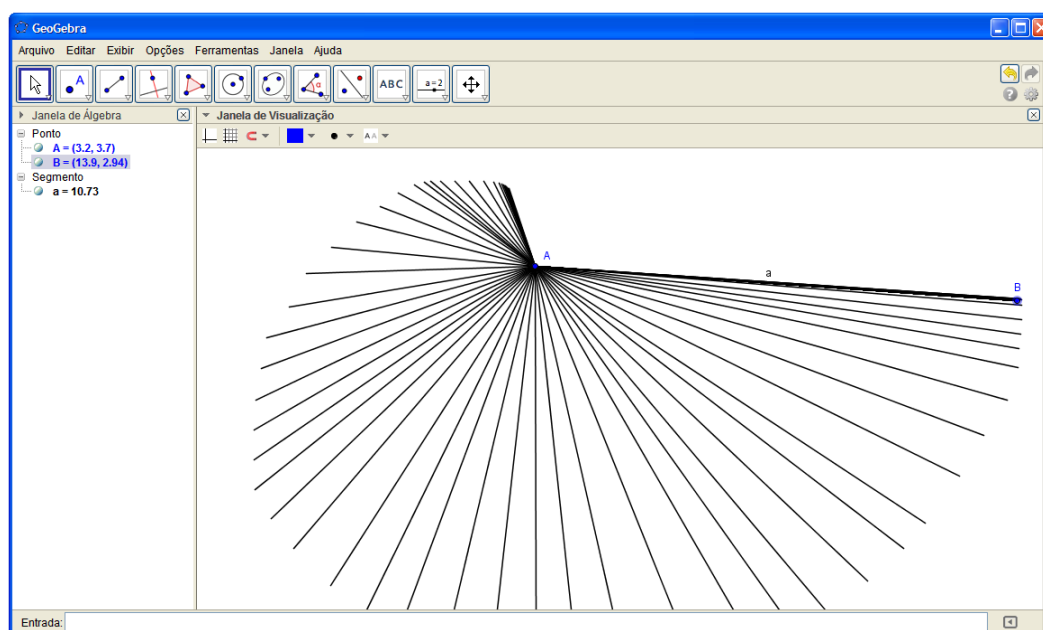 GeoGebra
Arquivo Editar Exibir Opções Ferramentas Janela Ajuda
A
α
ABC
a=2
Janela de Álgebra
Janela de Visualização
Ponto
A = (3.2, 3.7)
B = (13.9, 2.94)
Segmento
a = 10.73
A A
A
a
B
Entrada: